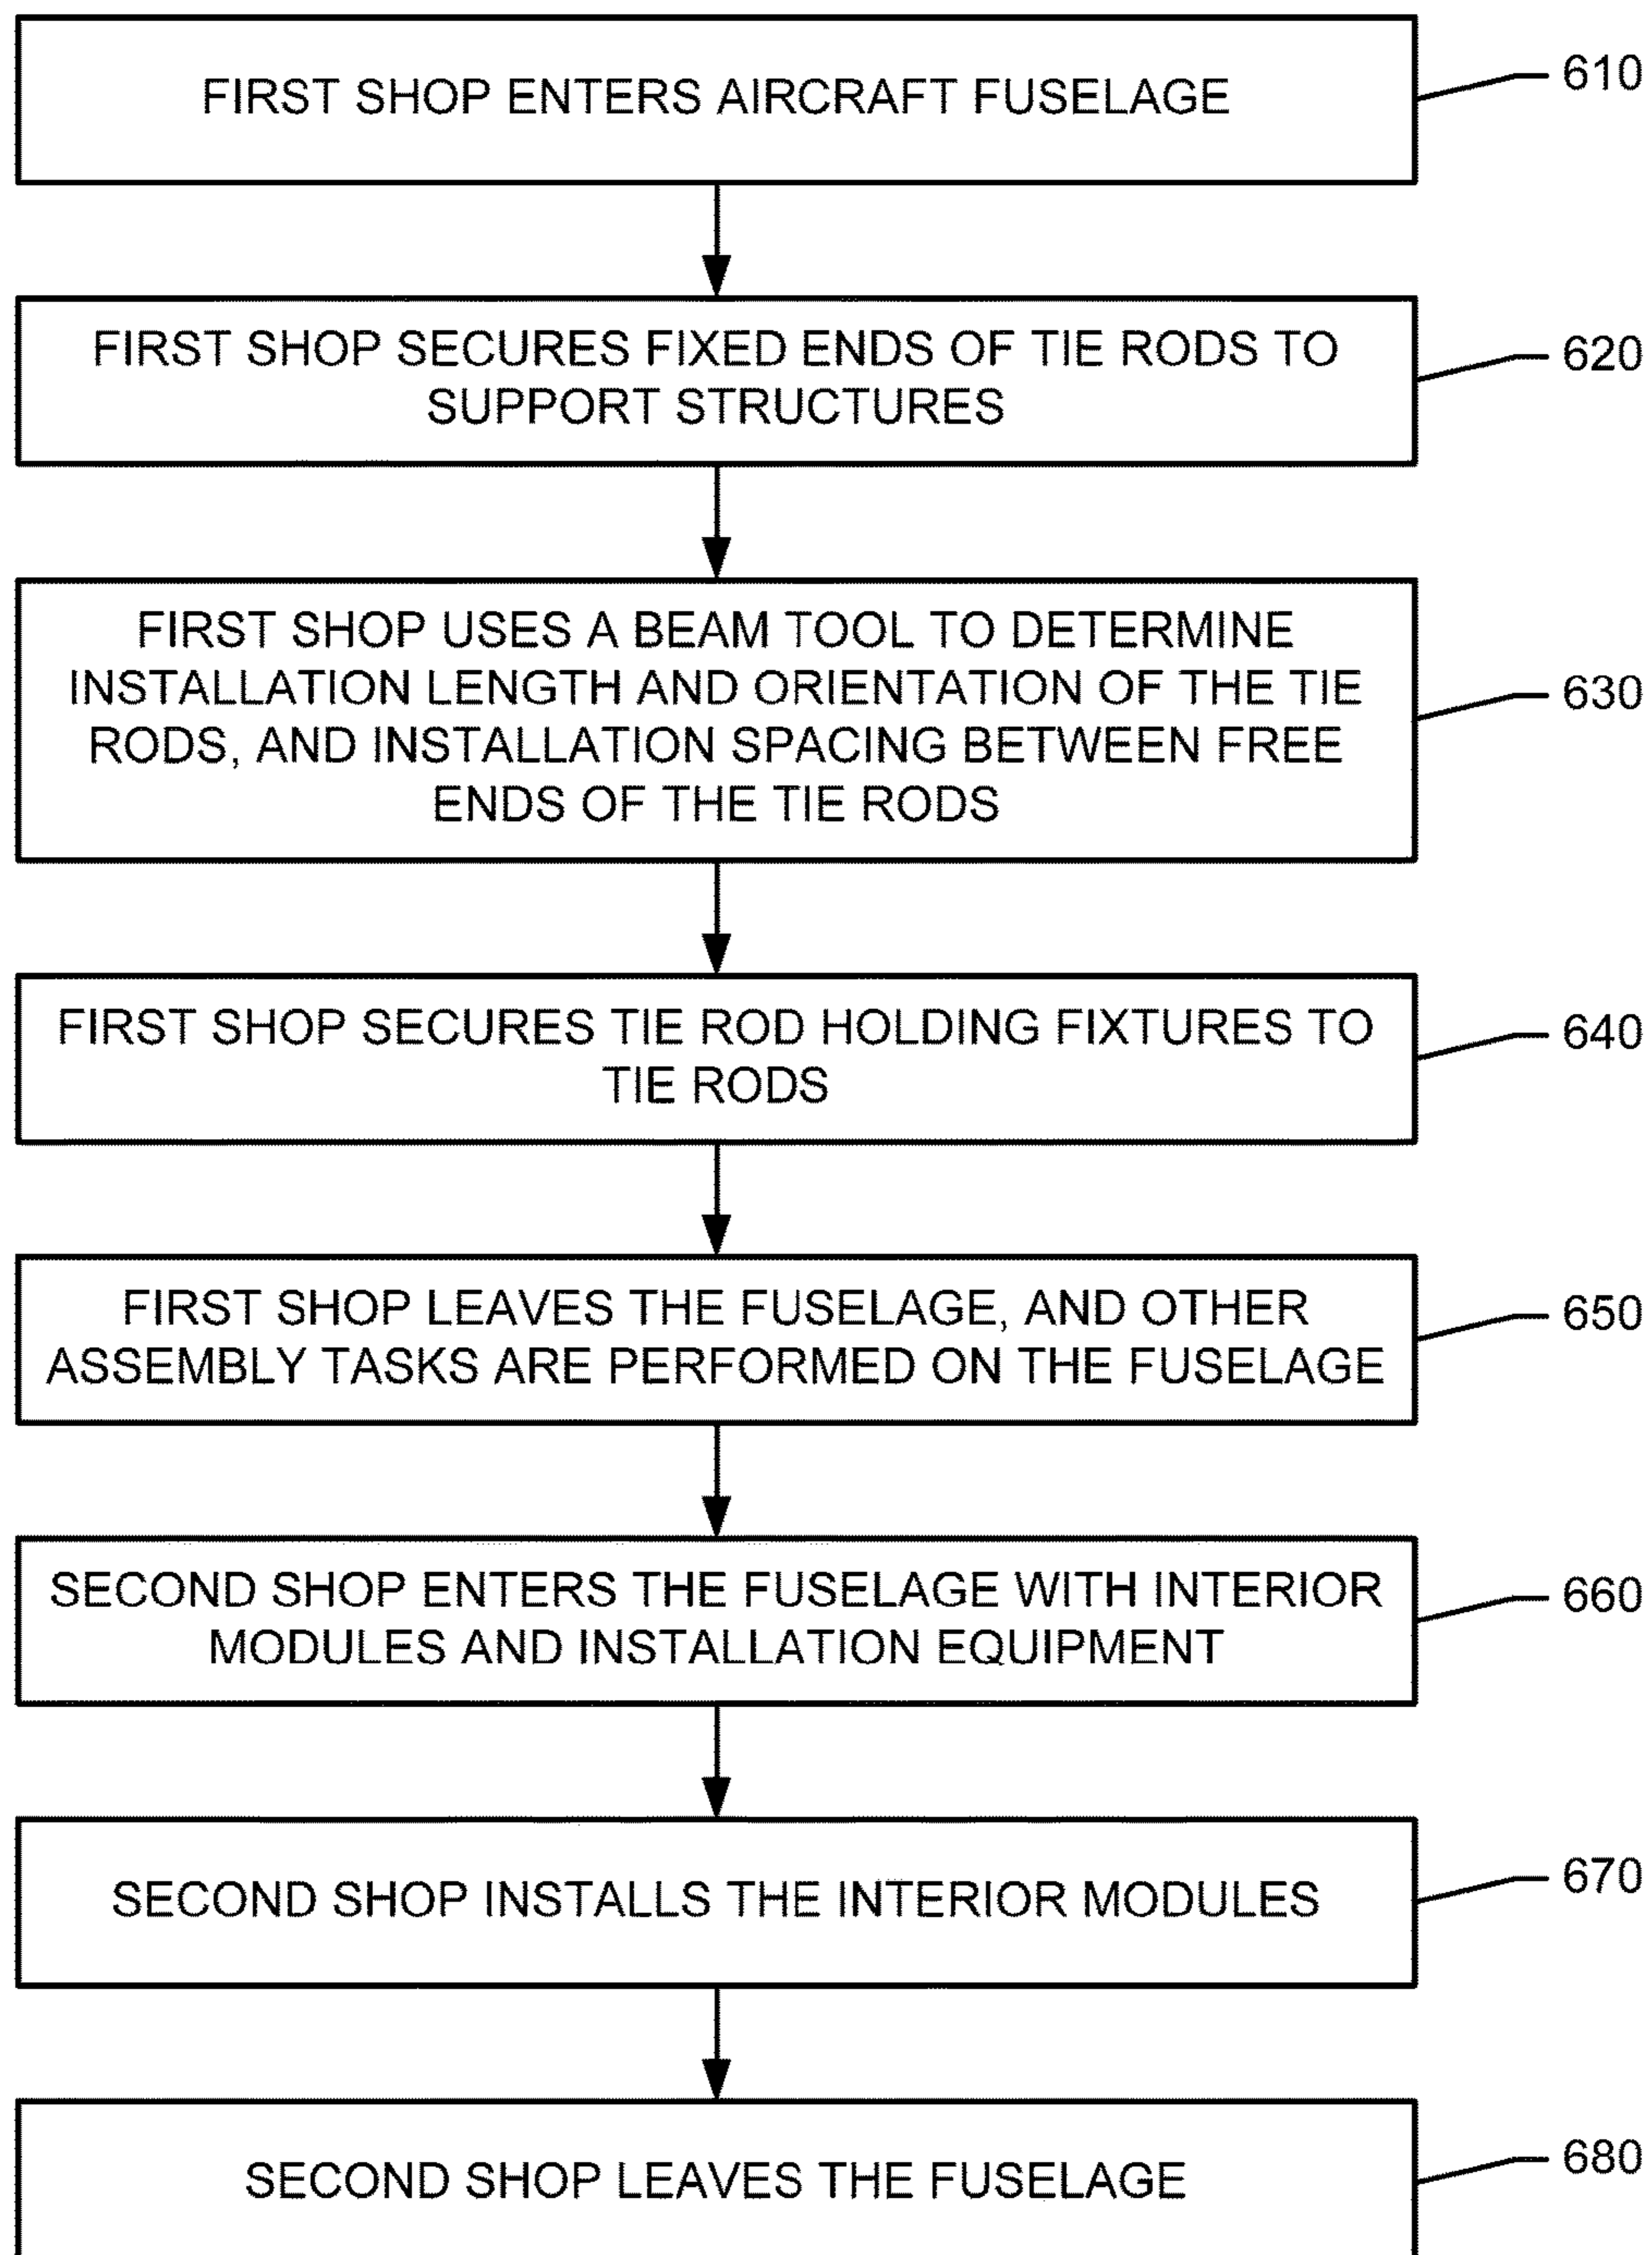 FIRST SHOP ENTERS AIRCRAFT FUSELAGE
610
FIRST SHOP SECURES FIXED ENDS OF TIE RODS TO
SUPPORT STRUCTURES
620
FIRST SHOP USES A BEAM TOOL TO DETERMINE
INSTALLATION LENGTH AND ORIENTATION OF THE TIE
RODS, AND INSTALLATION SPACING BETWEEN FREE
ENDS OF THE TIE RODS
630
FIRST SHOP SECURES TIE ROD HOLDING FIXTURES TO
TIE RODS
640
FIRST SHOP LEAVES THE FUSELAGE, AND OTHER
ASSEMBLY TASKS ARE PERFORMED ON THE FUSELAGE
650
SECOND SHOP ENTERS THE FUSELAGE WITH INTERIOR
MODULES AND INSTALLATION EQUIPMENT
660
SECOND SHOP INSTALLS THE INTERIOR MODULES
670
SECOND SHOP LEAVES THE FUSELAGE
680